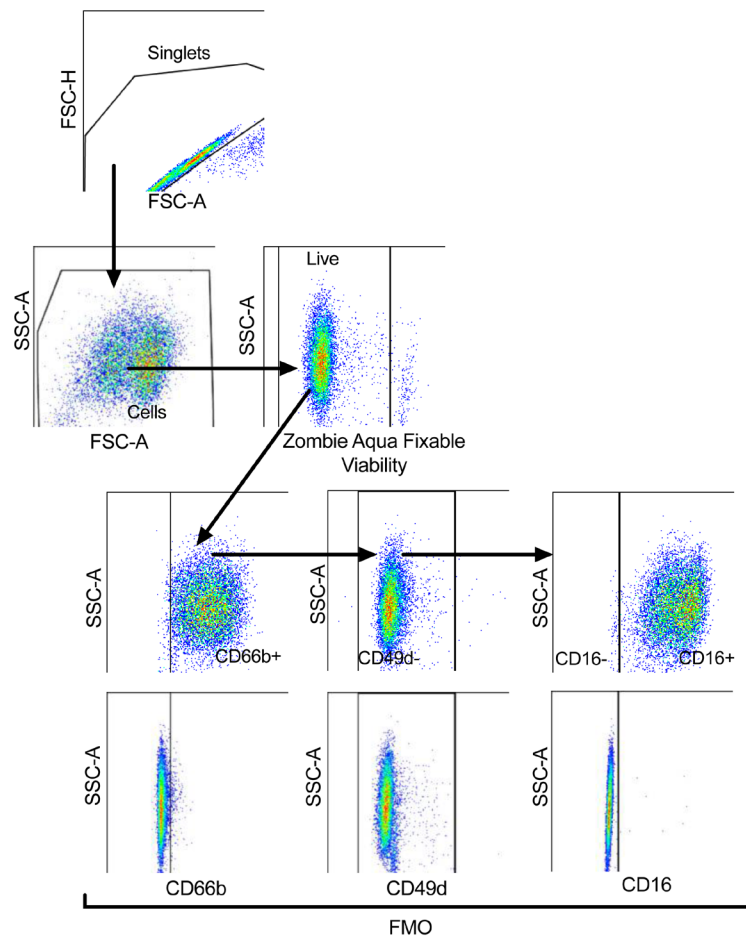 Singlets
FSC-H
FSC-A
SSC-A
Cells
FSC-A
SSC-A
Live
Zombie Aqua Fixable
Viability
SSC-A
CD66b+
SSC-A
CD49d-
SSC-A
CD16-
CD16+
SSC-A
CD66b
SSC-A
CD49d
SSC-A
CD16
FMO